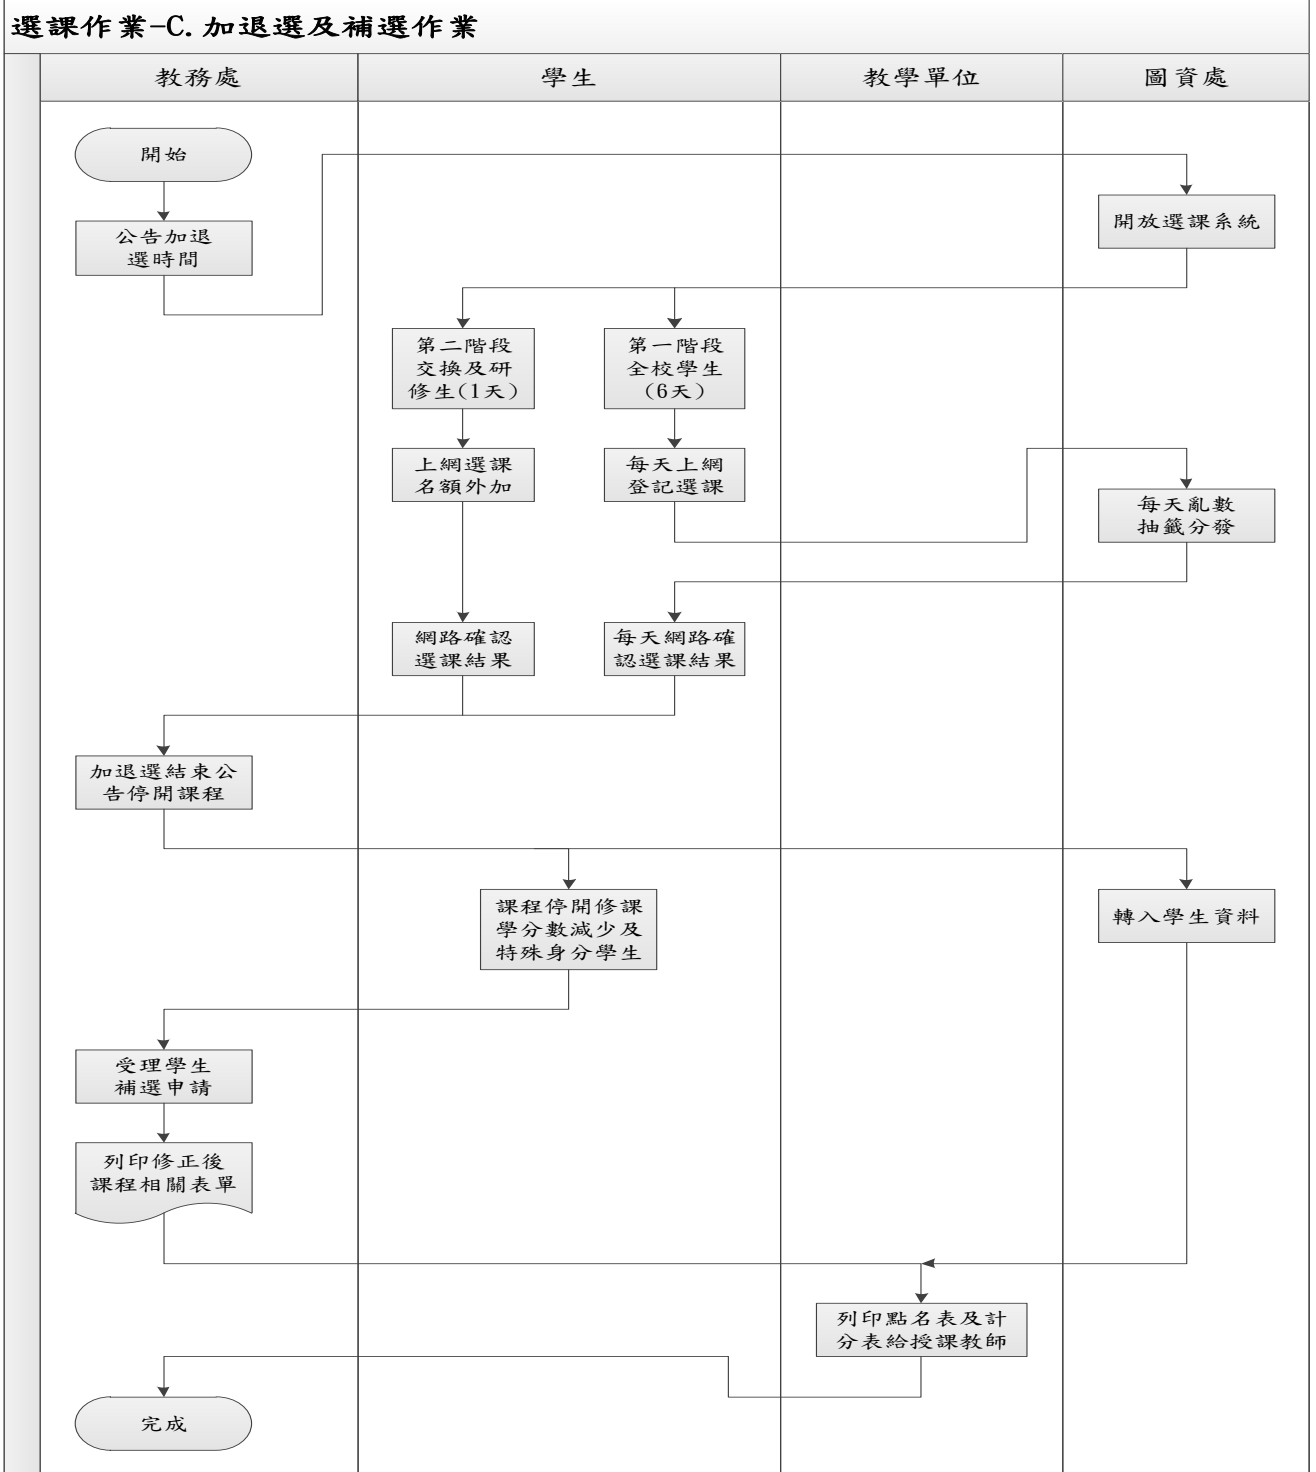 選課作業-C.加退選及補選作業
教務處
學生
教學單位
圖資處
開始
開放選課系統
公告加退
選時間
第二階段
交換及研
修生(1天)
第一階段
全校學生
(6天)
上網選課
名額外加
每天上網
登記選課
每天亂數
抽籤分發
網路確認
選課結果
每天網路確
認選課結果
加退選結束公
告停開課程
課程停開修課
學分數減少及
特殊身分學生
轉入學生資料
受理學生
補選申請
列印修正後
課程相關表單
列印點名表及計
分表給授課教師
完成